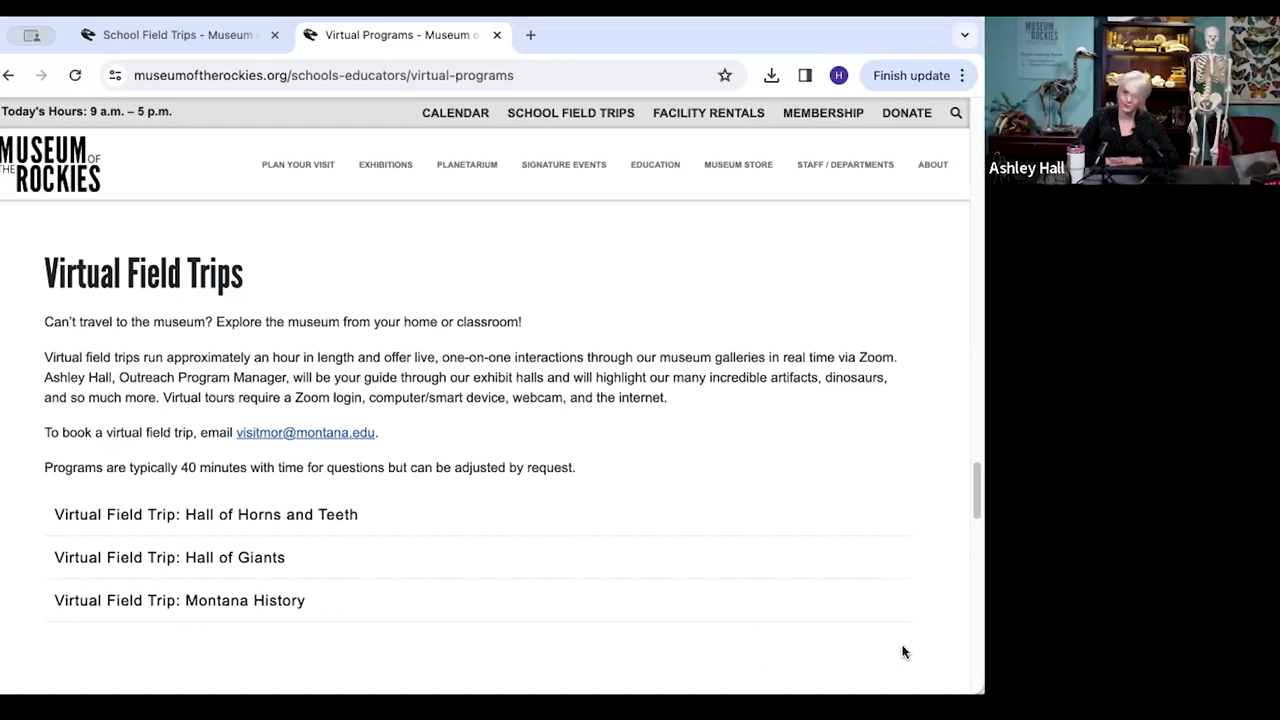 School Field Trips - Museum
Virtual Programs - Museum o
museumoftherockies.org/schools-educators/virtual-programs
H
Finish update
Today's Hours: 9 a.m. – 5 p.m.
CALENDAR
SCHOOL FIELD TRIPS
FACILITY RENTALS
MEMBERSHIP
DONATE
MUSEUM OF
THE ROCKIES
PLAN YOUR VISIT
EXHIBITIONS
PLANETARIUM
SIGNATURE EVENTS
EDUCATION
MUSEUM STORE
STAFF / DEPARTMENTS
ABOUT
Virtual Field Trips
Can't travel to the museum? Explore the museum from your home or classroom!
Virtual field trips run approximately an hour in length and offer live, one-on-one interactions through our museum galleries in real time via Zoom.
Ashley Hall, Outreach Program Manager, will be your guide through our exhibit halls and will highlight our many incredible artifacts, dinosaurs,
and so much more. Virtual tours require a Zoom login, computer/smart device, webcam, and the internet.
To book a virtual field trip, email visitmor@montana.edu.
Programs are typically 40 minutes with time for questions but can be adjusted by request.
Virtual Field Trip: Hall of Horns and Teeth
Virtual Field Trip: Hall of Giants
Virtual Field Trip: Montana History
MUSEUM OF
ROCKIES
Ashley Hall